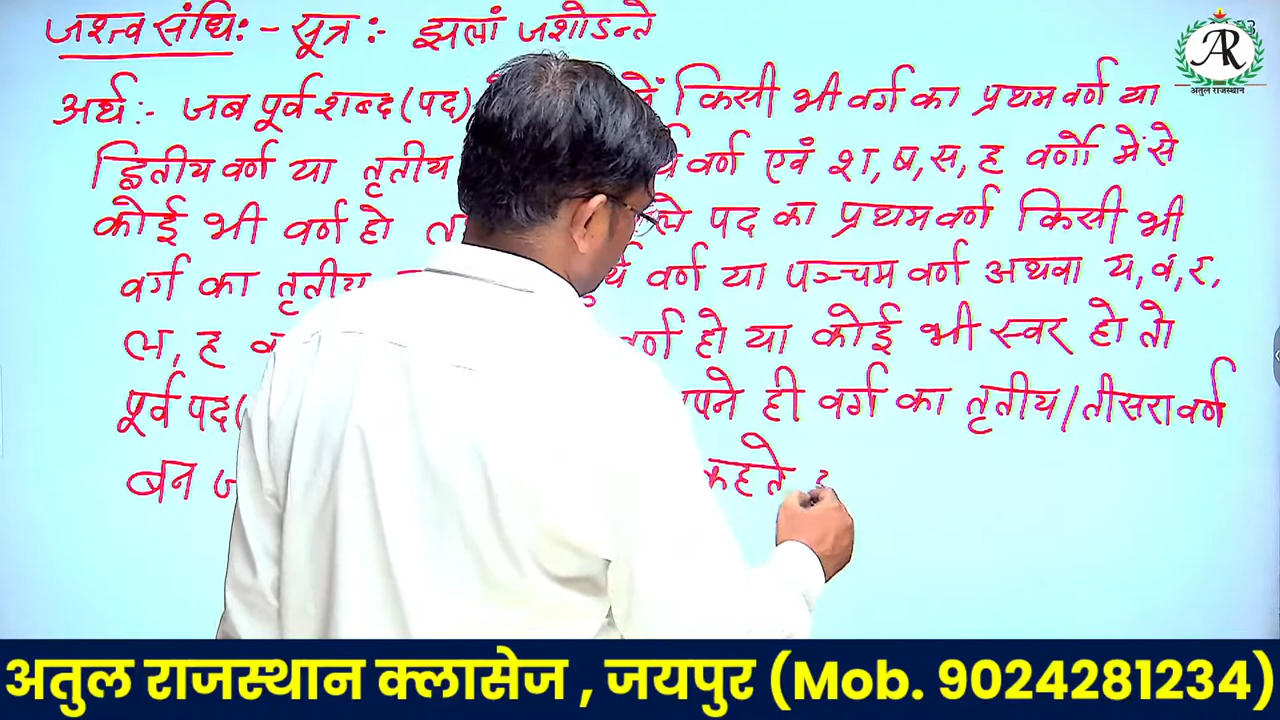 जश्त्व संधिः - सूत्र :- झलां जशोऽन्ते
अतुल राजस्थान
अर्थ :- जब पूर्व शब्द (पद) किसी भी वर्ग का प्रथम वर्ण या
द्वितीय वर्ण या तृतीय वर्ण एवं श, ष, स, ह वर्णों में से
कोई भी वर्ण हो पद का प्रथम वर्ण किसी भी
वर्ग का तृतीय वर्ण या पञ्चम वर्ण अथवा य, व, र,
ल, ह वर्ण हो या कोई भी स्वर हो तो
पूर्व पद ही वर्ग का तृतीय/तीसरा वर्ण
बन कहते
अतुल राजस्थान क्लासेज , जयपुर (Mob. 9024281234)